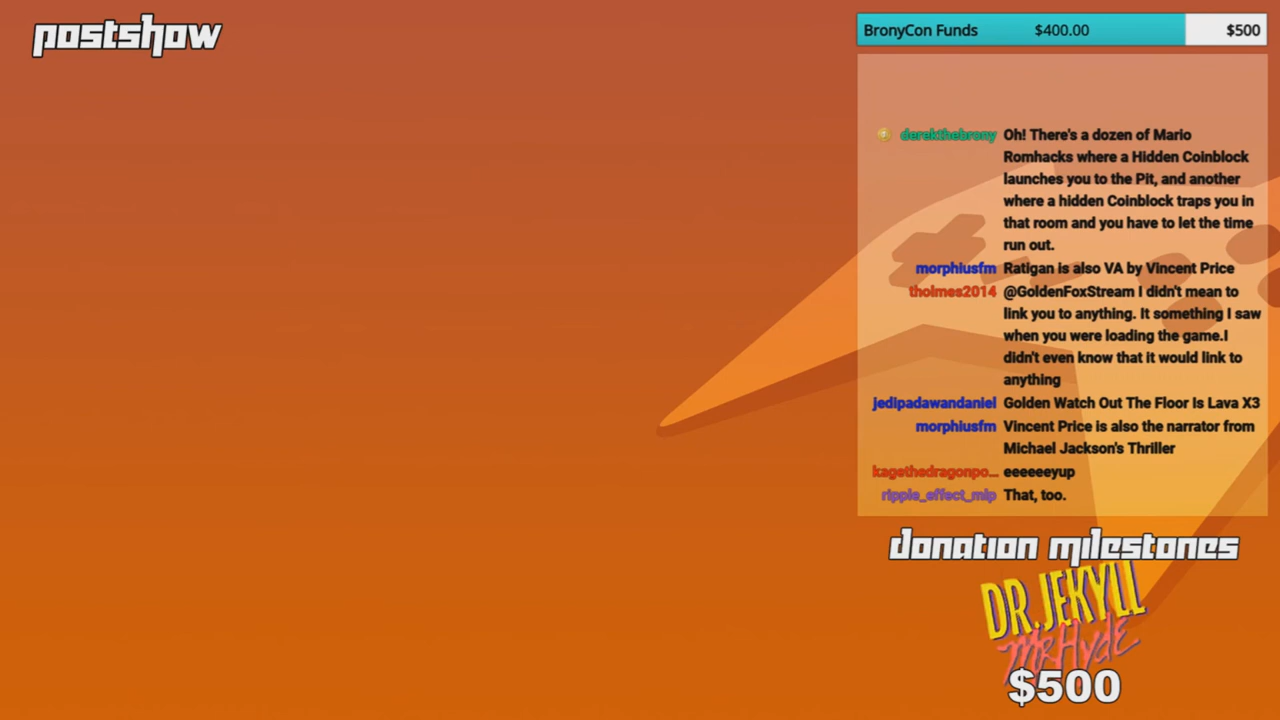 postshow
BronyCon Funds $400.00 $500
derekthebrony Oh! There's a dozen of Mario
Romhacks where a Hidden Coinblock
launches you to the Pit, and another
where a hidden Coinblock traps you in
that room and you have to let the time
run out.
morphiusfm Ratigan is also VA by Vincent Price
tholmes2014 @GoldenFoxStream I didn't mean to
link you to anything. It something I saw
when you were loading the game.I
didn't even know that it would link to
anything
jedipadawandaniel Golden Watch Out The Floor Is Lava X3
morphiusfm Vincent Price is also the narrator from
Michael Jackson's Thriller
kagethedragonpo... eeeeeeyup
ripple_effect_mlp That, too.
donation milestones
DR. JEKYLL
Mr Hyde
$500